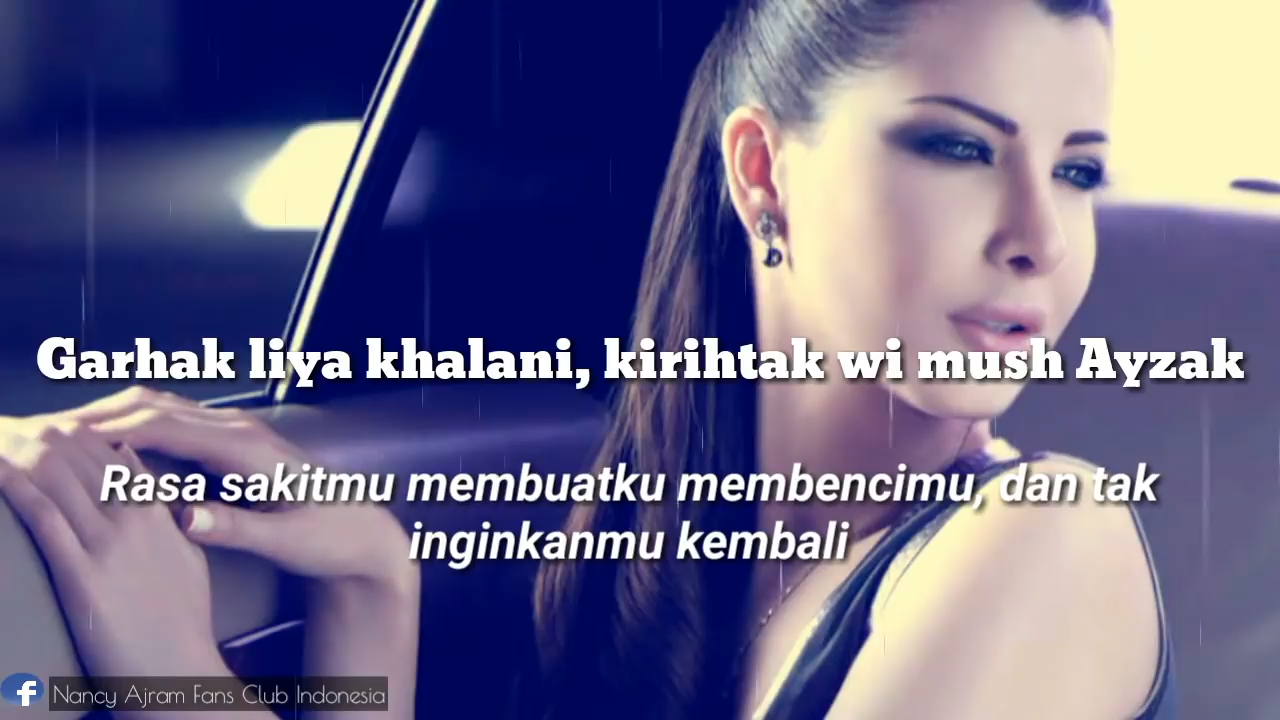 Garhak liya khalani, kirihtak wi mush Ayzak
Rasa sakitmu membuatku membencimu, dan tak
inginkanmu kembali
f Nancy Ajram Fans Club Indonesia